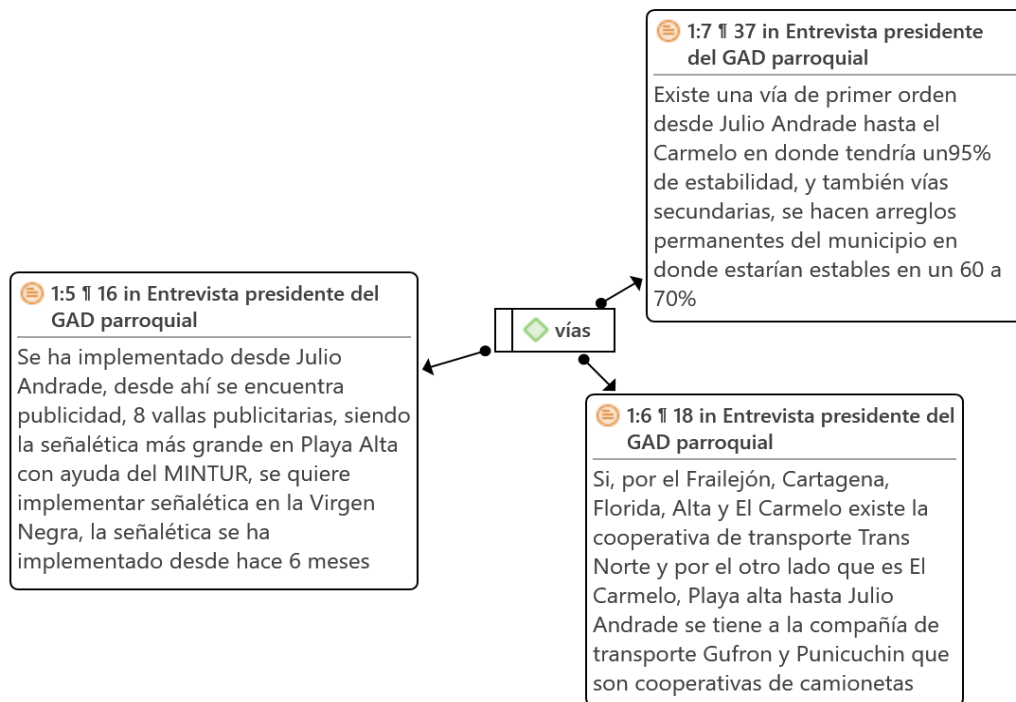 1:7 ¶ 37 in Entrevista presidente
del GAD parroquial
Existe una vía de primer orden
desde Julio Andrade hasta el
Carmelo en donde tendría un95%
de estabilidad, y también vías
secundarias, se hacen arreglos
permanentes del municipio en
donde estarían estables en un 60 a
70%
1:5 ¶ 16 in Entrevista presidente del
GAD parroquial
Se ha implementado desde Julio
Andrade, desde ahí se encuentra
publicidad, 8 vallas publicitarias, siendo
la señalética más grande en Playa Alta
con ayuda del MINTUR, se quiere
implementar señalética en la Virgen
Negra, la señalética se ha
implementado desde hace 6 meses
vías
1:6 ¶ 18 in Entrevista presidente del
GAD parroquial
Si, por el Frailejón, Cartagena,
Florida, Alta y El Carmelo existe la
cooperativa de transporte Trans
Norte y por el otro lado que es El
Carmelo, Playa alta hasta Julio
Andrade se tiene a la compañía de
transporte Gufron y Punicuchin que
son cooperativas de camionetas